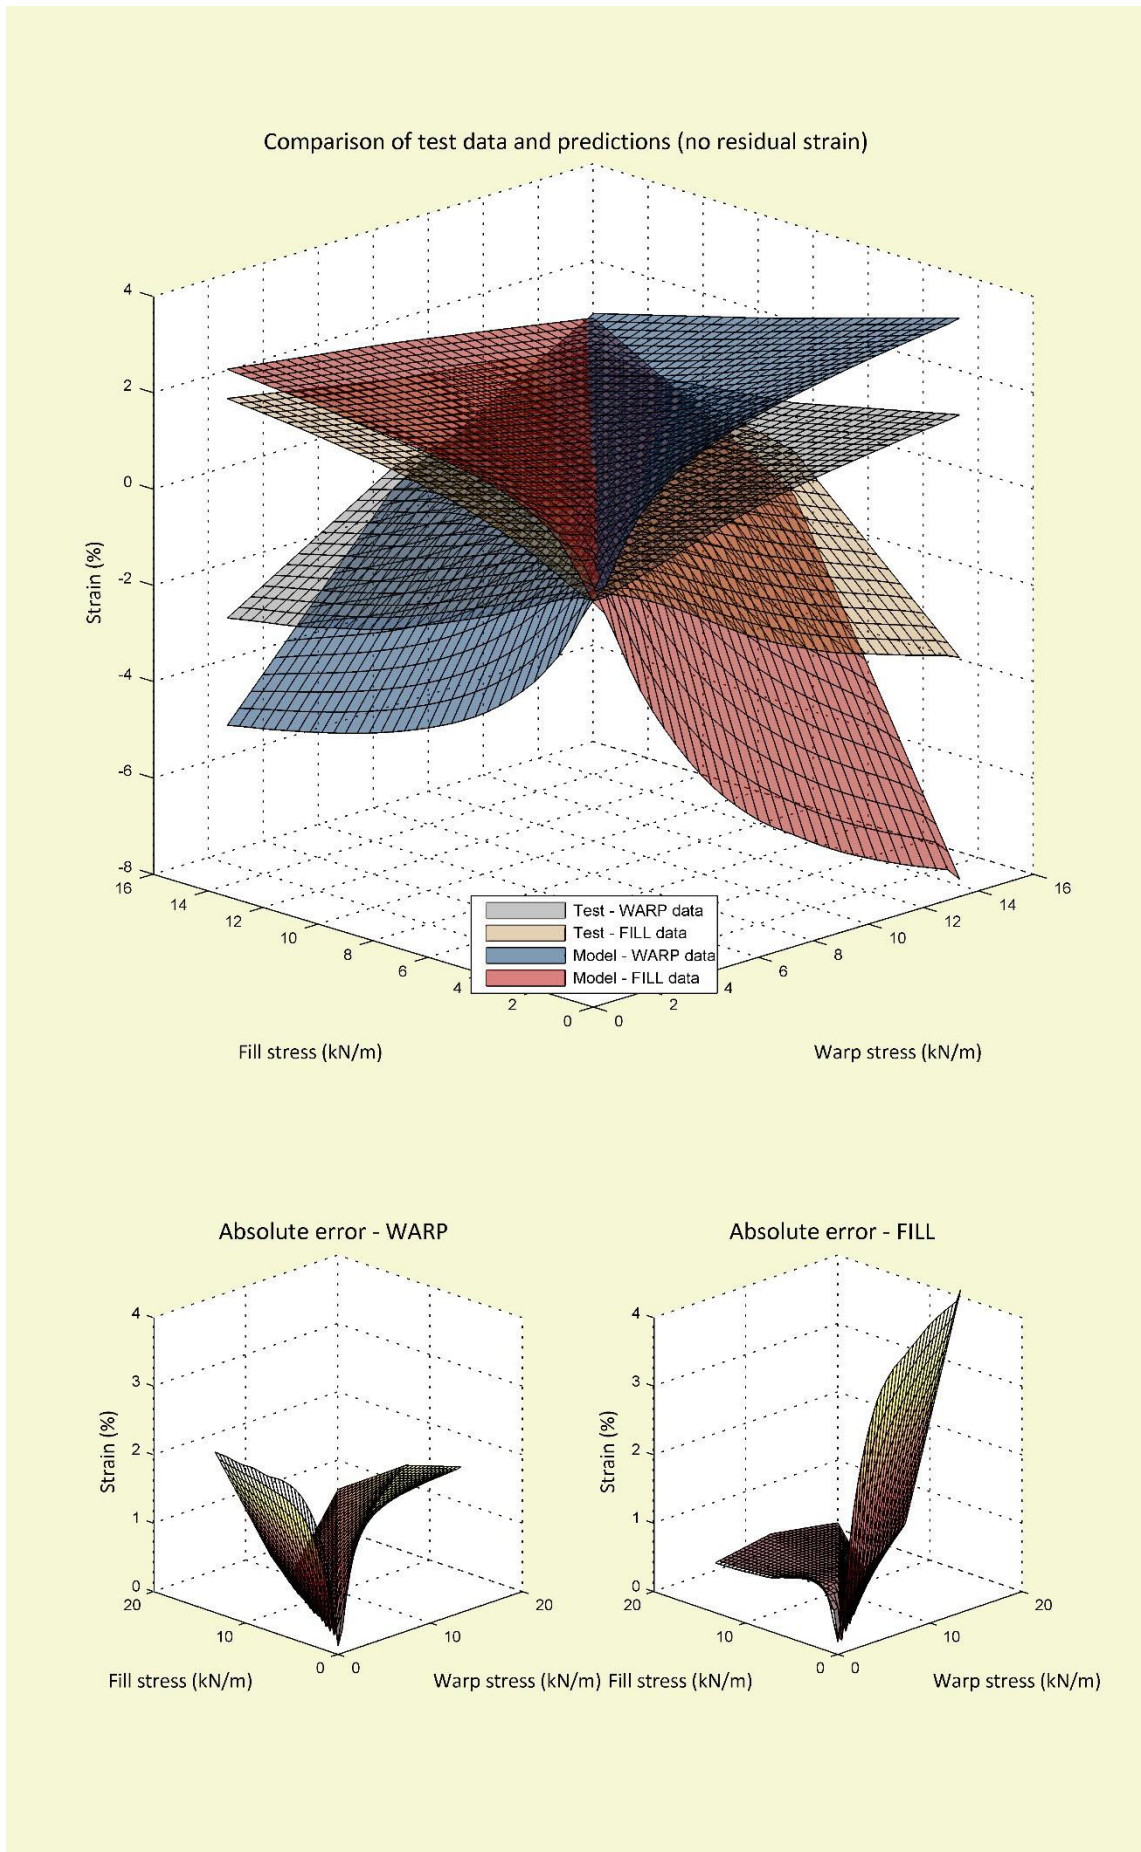 Comparison of test data and predictions (no residual strain)
4
2
0
-2
-4
-6
-8
Strain (%)
16
14
12
10
8
6
4
2
0
0
2
4
6
8
10
12
14
16
Test - WARP data
Test - FILL data
Model - WARP data
Model - FILL data
Fill stress (kN/m)
Warp stress (kN/m)
Absolute error - WARP
4
3
2
1
0
Strain (%)
20
10
0
0
10
20
Fill stress (kN/m)
Warp stress (kN/m)
Absolute error - FILL
4
3
2
1
0
Strain (%)
20
10
0
0
10
20
Fill stress (kN/m)
Warp stress (kN/m)